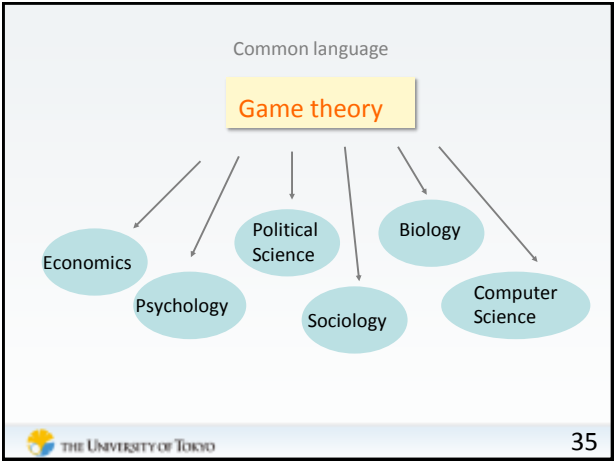 Common language
Game theory
Economics
Psychology
Political
Science
Sociology
Biology
Computer
Science
THE UNIVERSITY OF TOKYO
35